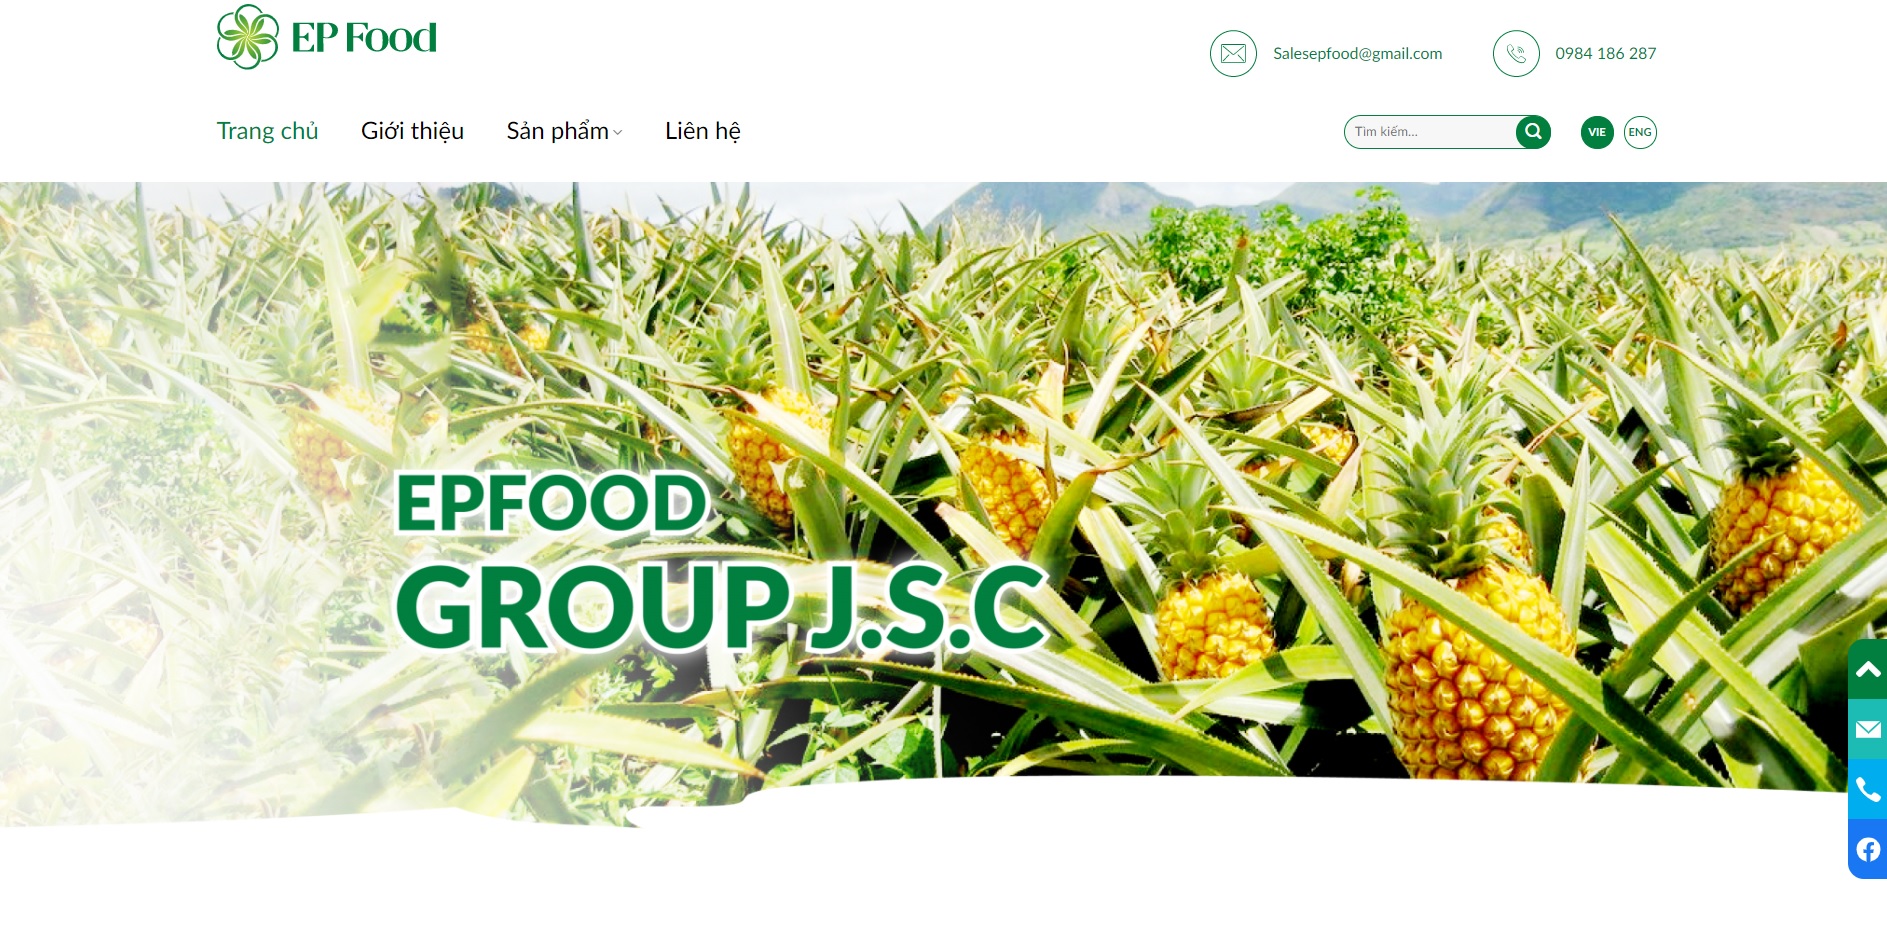 EP Food
Salesepfood@gmail.com
0984 186 287
Trang chủ
Giới thiệu
Sản phẩm
Liên hệ
Tìm kiếm...
VIE
ENG
EPFOOD
GROUP J.S.C